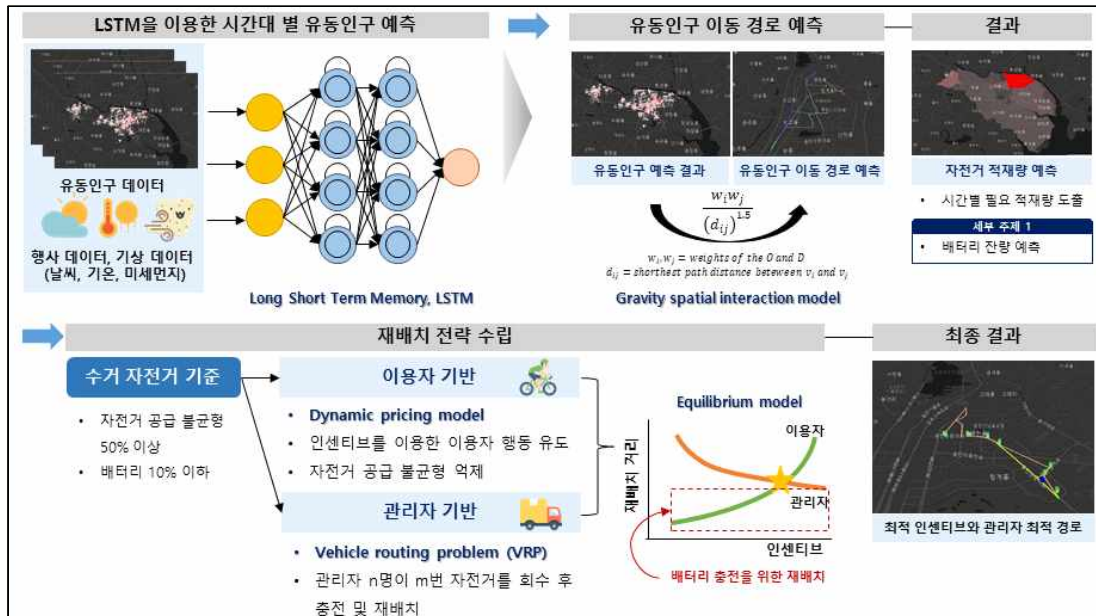 LSTM을 이용한 시간대 별 유동인구 예측
유동인구 데이터
행사 데이터, 기상 데이터
(날씨, 기온, 미세먼지)
Long Short Term Memory, LSTM
유동인구 이동 경로 예측
유동인구 예측 결과
유동인구 이동 경로 예측
w_i w_j
(d_ij)^1.5
w_i, w_j = weights of the O and D
d_ij = shortest path distance between v_i and v_j
Gravity spatial interaction model
결과
자전거 적재량 예측
• 시간별 필요 적재량 도출
세부 주제 1
• 배터리 잔량 예측
재배치 전략 수립
수거 자전거 기준
• 자전거 공급 불균형
50% 이상
• 배터리 10% 이하
이용자 기반
• Dynamic pricing model
• 인센티브를 이용한 이용자 행동 유도
• 자전거 공급 불균형 억제
관리자 기반
• Vehicle routing problem (VRP)
• 관리자 n명이 m번 자전거를 회수 후
충전 및 재배치
Equilibrium model
재배치 거리
이용자
관리자
인센티브
배터리 충전을 위한 재배치
최종 결과
최적 인센티브와 관리자 최적 경로